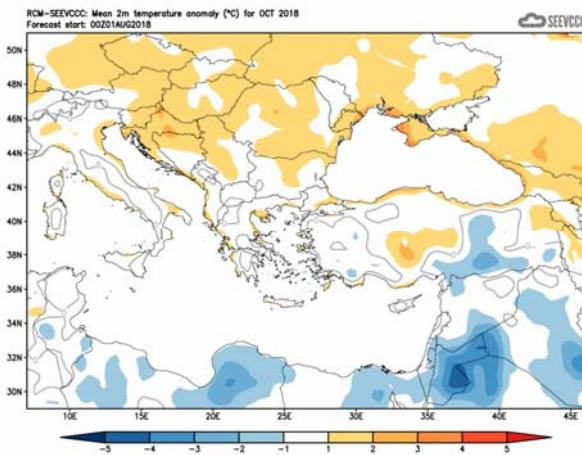 RCM-SEEVCCC: Mean 2m temperature anomaly (°C) for OCT 2018
Forecast start: 00Z01AUG2018
SEEVCCC
50N
48N
46N
44N
42N
40N
38N
36N
34N
32N
30N
10E 15E 20E 25E 30E 35E 40E 45E
-5 -4 -3 -2 -1 1 2 3 4 5